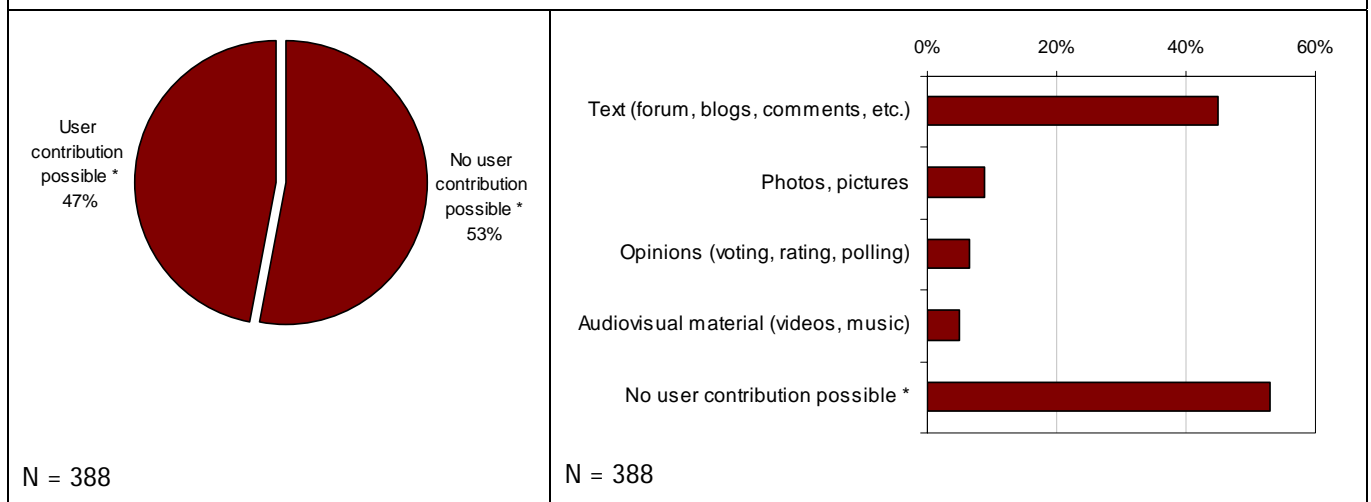 User
contribution
possible *
47%
No user
contribution
possible *
53%
N = 388
0% 20% 40% 60%
Text (forum, blogs, comments, etc.)
Photos, pictures
Opinions (voting, rating, polling)
Audiovisual material (videos, music)
No user contribution possible *
N = 388